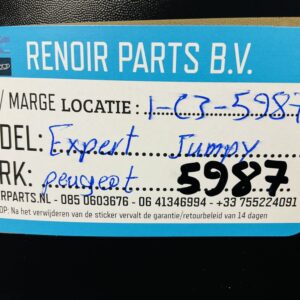 RENOIR PARTS B.V.
/ MARGE LOCATIE : 1-C3-5987
DEL: Expert Jumpy
RK: peugeot 5987
RPARTS.NL - 085 0603676 - 06 41346994 - +33 755224091
OP: Na het verwijderen van de sticker vervalt de garantie/retourbeleid van 14 dagen